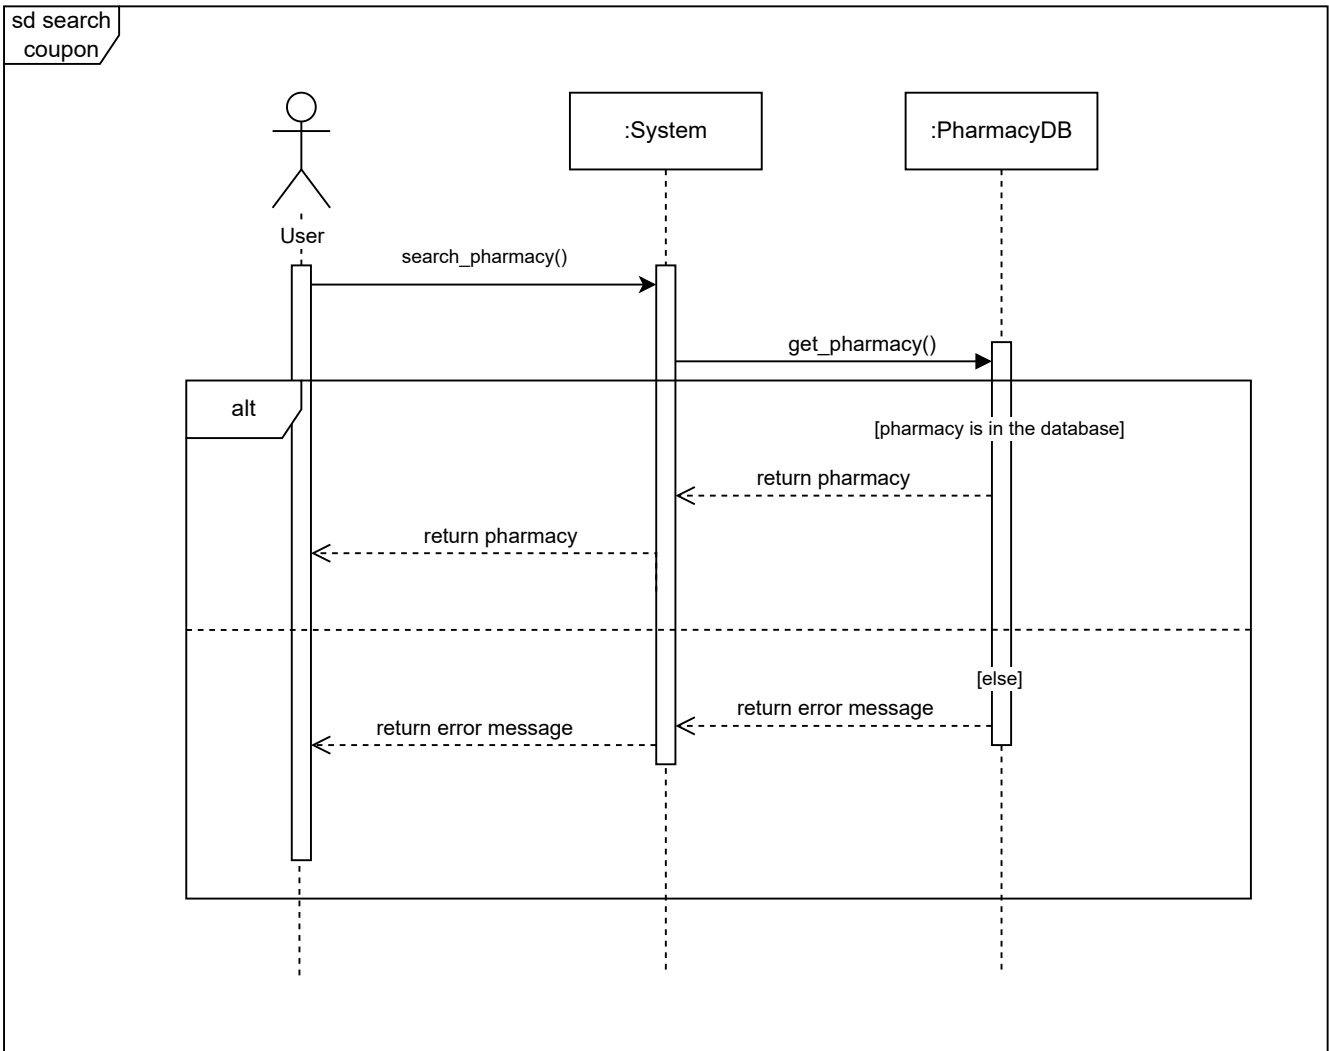 sd search
coupon
:System
:PharmacyDB
User
search_pharmacy()
get_pharmacy()
alt
[pharmacy is in the database]
return pharmacy
return pharmacy
[else]
return error message
return error message